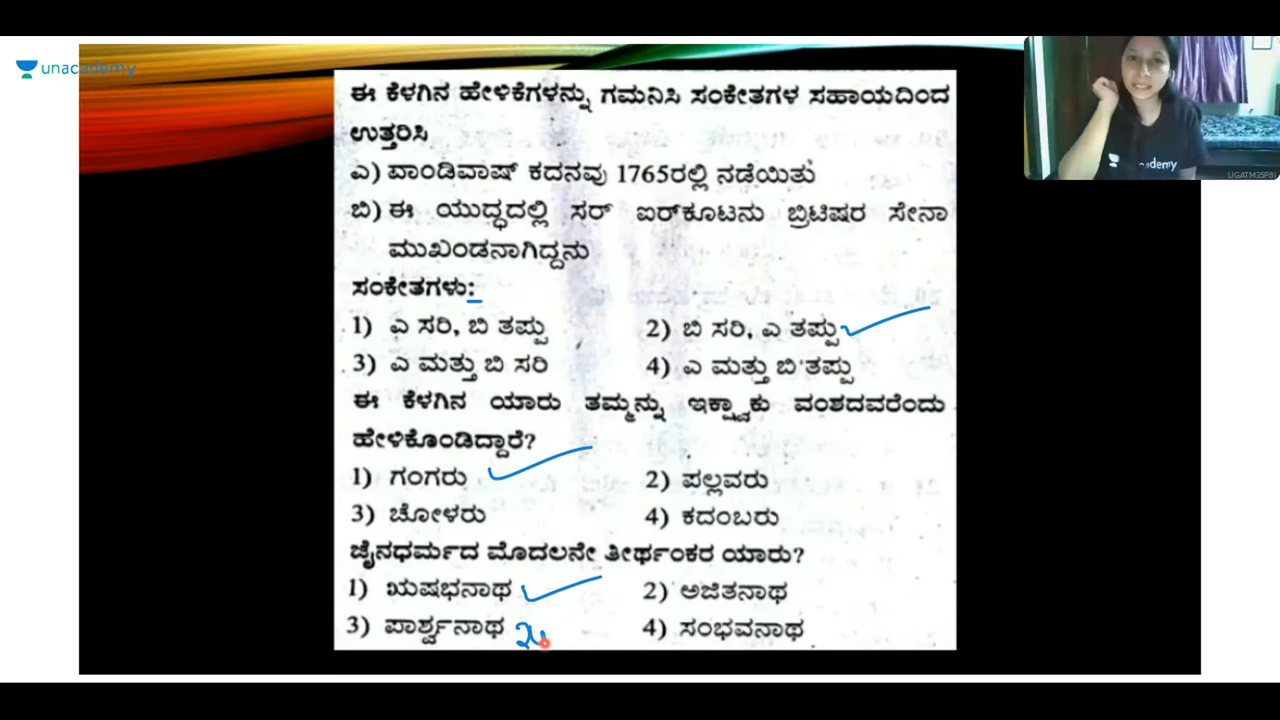 unacademy
ಈ ಕೆಳಗಿನ ಹೇಳಿಕೆಗಳನ್ನು ಗಮನಿಸಿ ಸಂಕೇತಗಳ ಸಹಾಯದಿಂದ
ಉತ್ತರಿಸಿ
ಎ) ವಾಂಡಿವಾಷ್ ಕದನವು 1765ರಲ್ಲಿ ನಡೆಯಿತು
ಬಿ) ಈ ಯುದ್ಧದಲ್ಲಿ ಸರ್ ಐರ್‌ಕೂಟನು ಬ್ರಿಟಿಷರ ಸೇನಾ
ಮುಖಂಡನಾಗಿದ್ದನು
ಸಂಕೇತಗಳು:
1) ಎ ಸರಿ, ಬಿ ತಪ್ಪು 2) ಬಿ ಸರಿ, ಎ ತಪ್ಪು
3) ಎ ಮತ್ತು ಬಿ ಸರಿ 4) ಎ ಮತ್ತು ಬಿ ತಪ್ಪು
ಈ ಕೆಳಗಿನ ಯಾರು ತಮ್ಮನ್ನು ಇಕ್ಷ್ವಾಕು ವಂಶದವರೆಂದು
ಹೇಳಿಕೊಂಡಿದ್ದಾರೆ?
1) ಗಂಗರು 2) ಪಲ್ಲವರು
3) ಚೋಳರು 4) ಕದಂಬರು
ಜೈನಧರ್ಮದ ಮೊದಲನೇ ತೀರ್ಥಂಕರ ಯಾರು?
1) ಋಷಭನಾಥ 2) ಅಜಿತನಾಥ
3) ಪಾರ್ಶ್ವನಾಥ 4) ಸಂಭವನಾಥ
UGATM35P8I